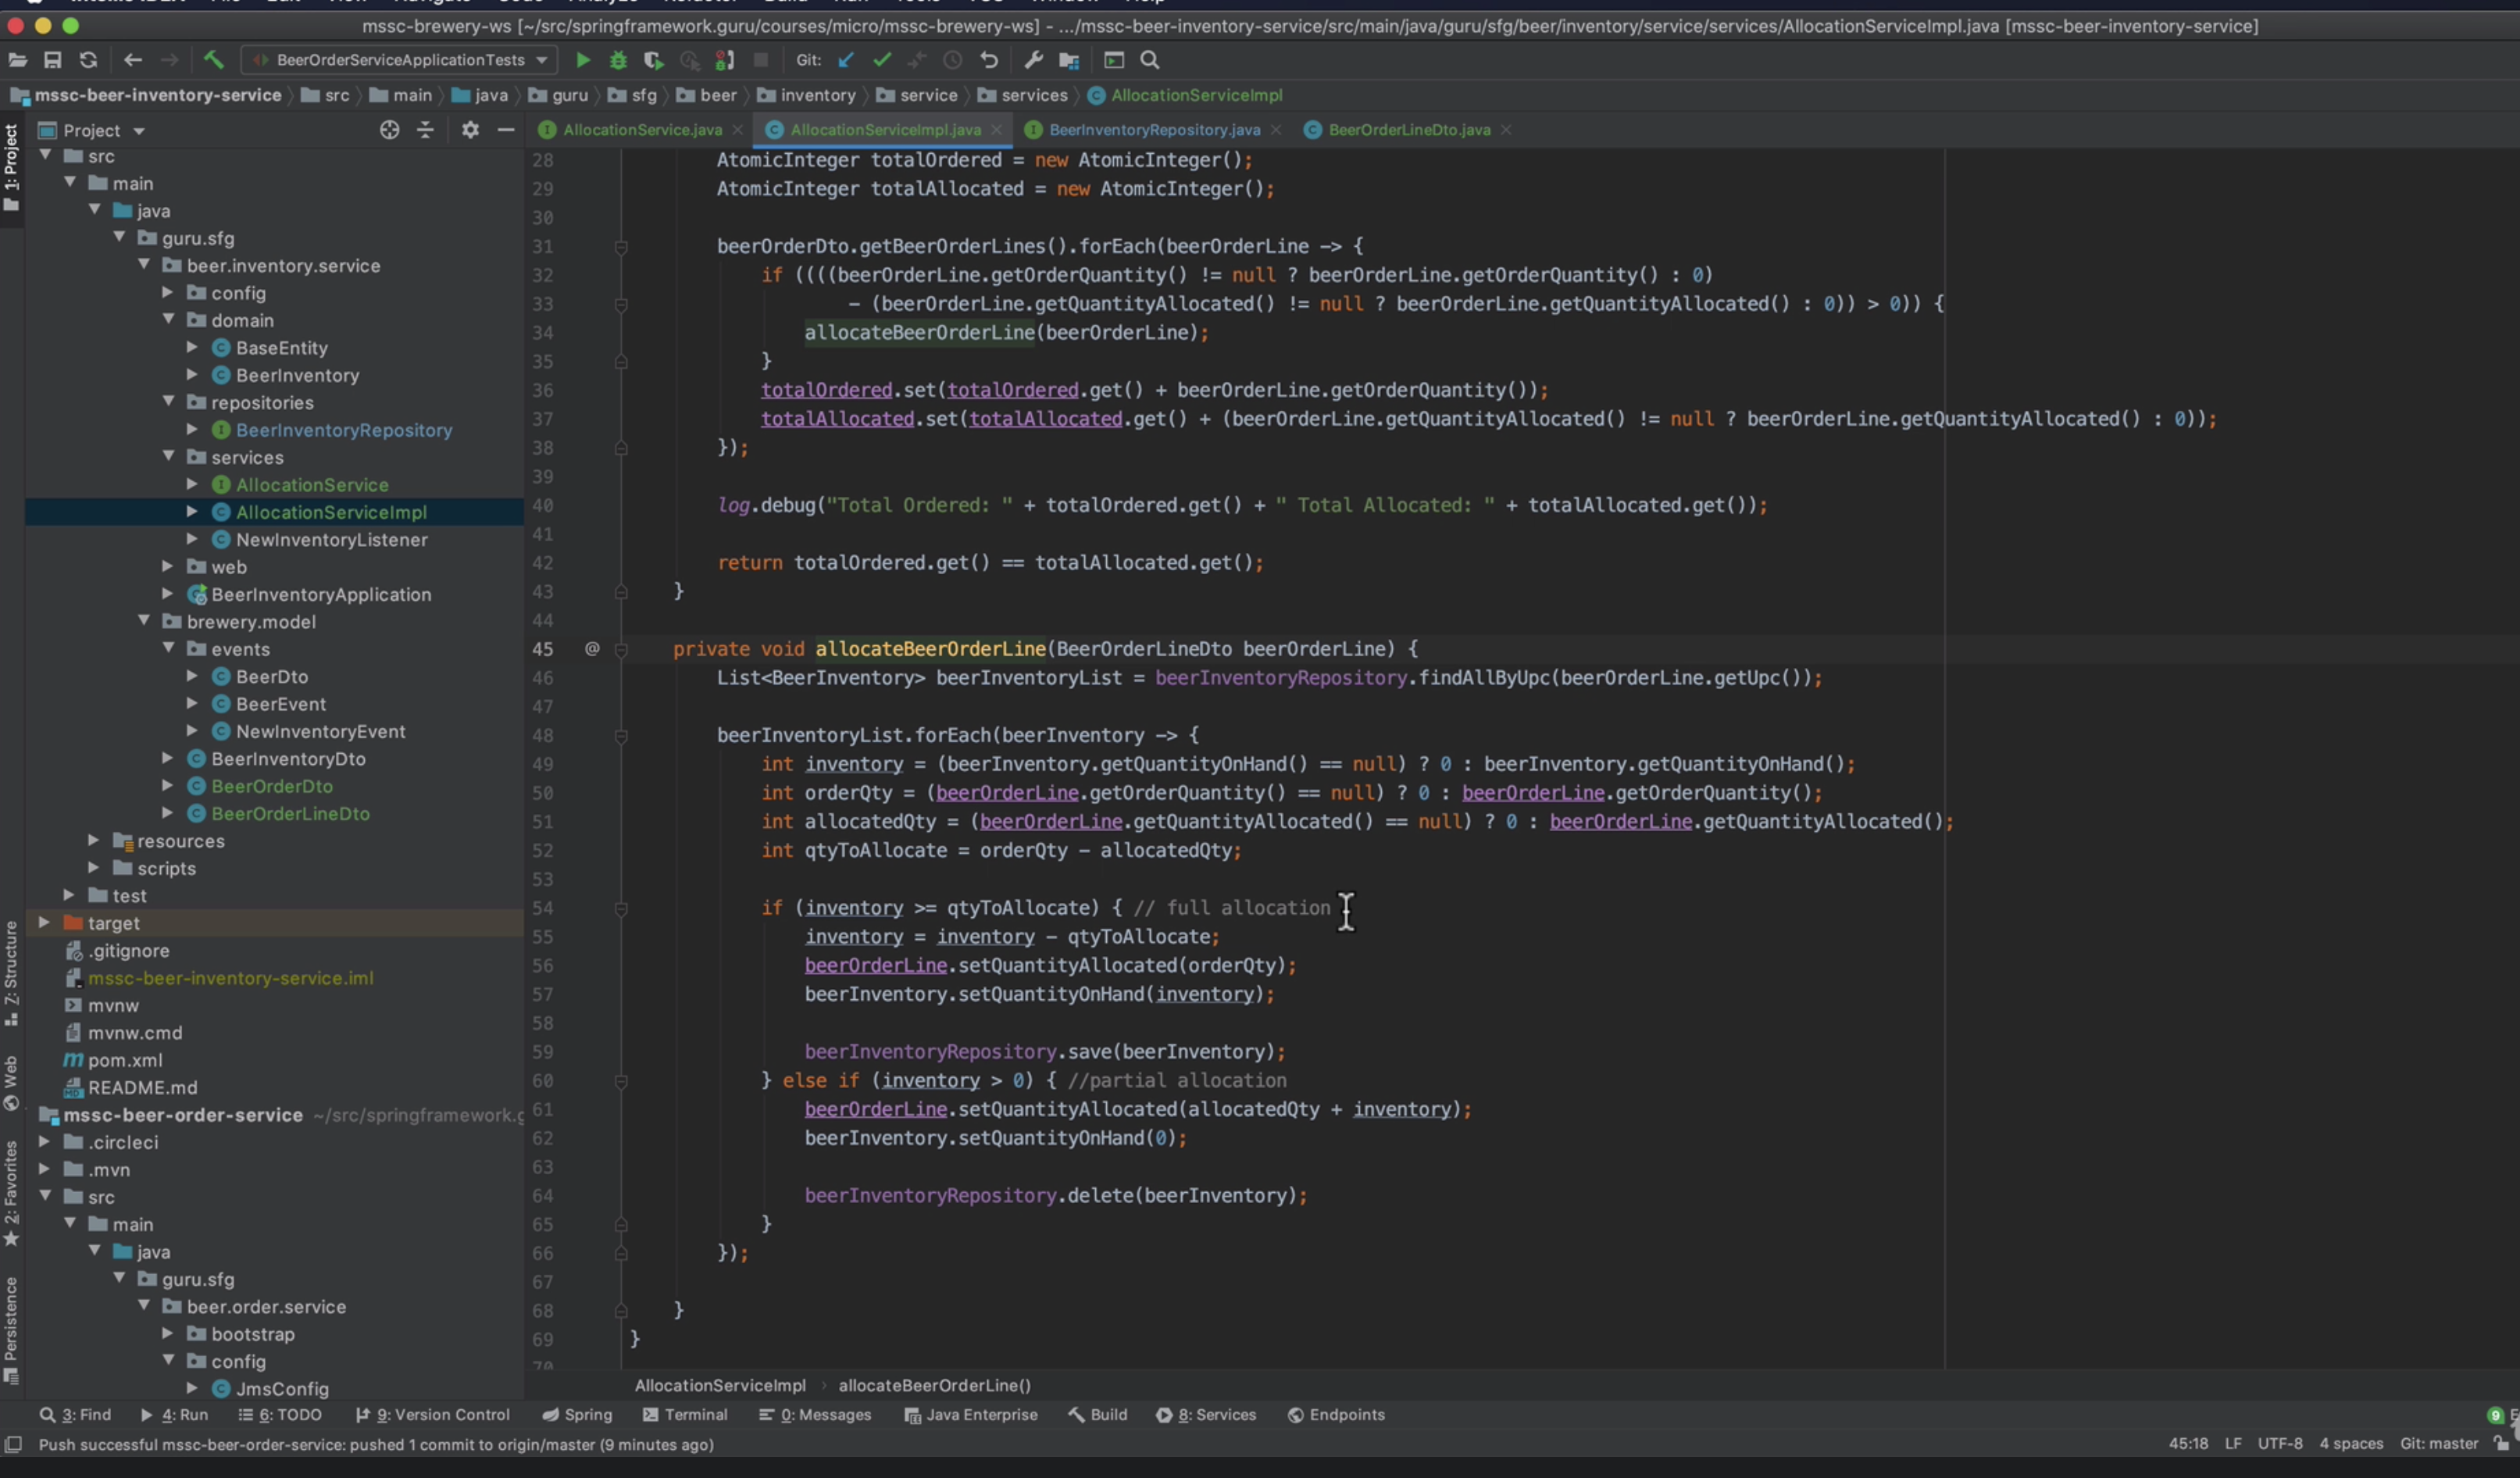 mssc-brewery-ws [~/src/springframework.guru/courses/micro/mssc-brewery-ws] - .../mssc-beer-inventory-service/src/main/java/guru/sfg/beer/inventory/service/services/AllocationServiceImpl.java [mssc-beer-inventory-service]
BeerOrderServiceApplicationTests
Git:
mssc-beer-inventory-service
src
main
java
guru
sfg
beer
inventory
service
services
AllocationServiceImpl
1: Project
Z: Structure
Web
2: Favorites
Persistence
Project
src
main
java
guru.sfg
beer.inventory.service
config
domain
BaseEntity
BeerInventory
repositories
BeerInventoryRepository
services
AllocationService
AllocationServiceImpl
NewInventoryListener
web
BeerInventoryApplication
brewery.model
events
BeerDto
BeerEvent
NewInventoryEvent
BeerInventoryDto
BeerOrderDto
BeerOrderLineDto
resources
scripts
test
target
.gitignore
mssc-beer-inventory-service.iml
mvnw
mvnw.cmd
pom.xml
README.md
mssc-beer-order-service ~/src/springframework.g
.circleci
.mvn
src
main
java
guru.sfg
beer.order.service
bootstrap
config
JmsConfig
AllocationService.java
AllocationServiceImpl.java
BeerInventoryRepository.java
BeerOrderLineDto.java
28 AtomicInteger totalOrdered = new AtomicInteger();
29 AtomicInteger totalAllocated = new AtomicInteger();
30
31 beerOrderDto.getBeerOrderLines().forEach(beerOrderLine -> {
32 if ((((beerOrderLine.getOrderQuantity() != null ? beerOrderLine.getOrderQuantity() : 0)
33 - (beerOrderLine.getQuantityAllocated() != null ? beerOrderLine.getQuantityAllocated() : 0)) > 0)) {
34 allocateBeerOrderLine(beerOrderLine);
35 }
36 totalOrdered.set(totalOrdered.get() + beerOrderLine.getOrderQuantity());
37 totalAllocated.set(totalAllocated.get() + (beerOrderLine.getQuantityAllocated() != null ? beerOrderLine.getQuantityAllocated() : 0));
38 });
39
40 log.debug("Total Ordered: " + totalOrdered.get() + " Total Allocated: " + totalAllocated.get());
41
42 return totalOrdered.get() == totalAllocated.get();
43 }
44
45 @ private void allocateBeerOrderLine(BeerOrderLineDto beerOrderLine) {
46 List<BeerInventory> beerInventoryList = beerInventoryRepository.findAllByUpc(beerOrderLine.getUpc());
47
48 beerInventoryList.forEach(beerInventory -> {
49 int inventory = (beerInventory.getQuantityOnHand() == null) ? 0 : beerInventory.getQuantityOnHand();
50 int orderQty = (beerOrderLine.getOrderQuantity() == null) ? 0 : beerOrderLine.getOrderQuantity();
51 int allocatedQty = (beerOrderLine.getQuantityAllocated() == null) ? 0 : beerOrderLine.getQuantityAllocated();
52 int qtyToAllocate = orderQty - allocatedQty;
53
54 if (inventory >= qtyToAllocate) { // full allocation
55 inventory = inventory - qtyToAllocate;
56 beerOrderLine.setQuantityAllocated(orderQty);
57 beerInventory.setQuantityOnHand(inventory);
58
59 beerInventoryRepository.save(beerInventory);
60 } else if (inventory > 0) { //partial allocation
61 beerOrderLine.setQuantityAllocated(allocatedQty + inventory);
62 beerInventory.setQuantityOnHand(0);
63
64 beerInventoryRepository.delete(beerInventory);
65 }
66 });
67
68 }
69 }
70
AllocationServiceImpl › allocateBeerOrderLine()
3: Find
4: Run
6: TODO
9: Version Control
Spring
Terminal
0: Messages
Java Enterprise
Build
8: Services
Endpoints
9
Push successful mssc-beer-order-service: pushed 1 commit to origin/master (9 minutes ago)
45:18 LF UTF-8 4 spaces Git: master